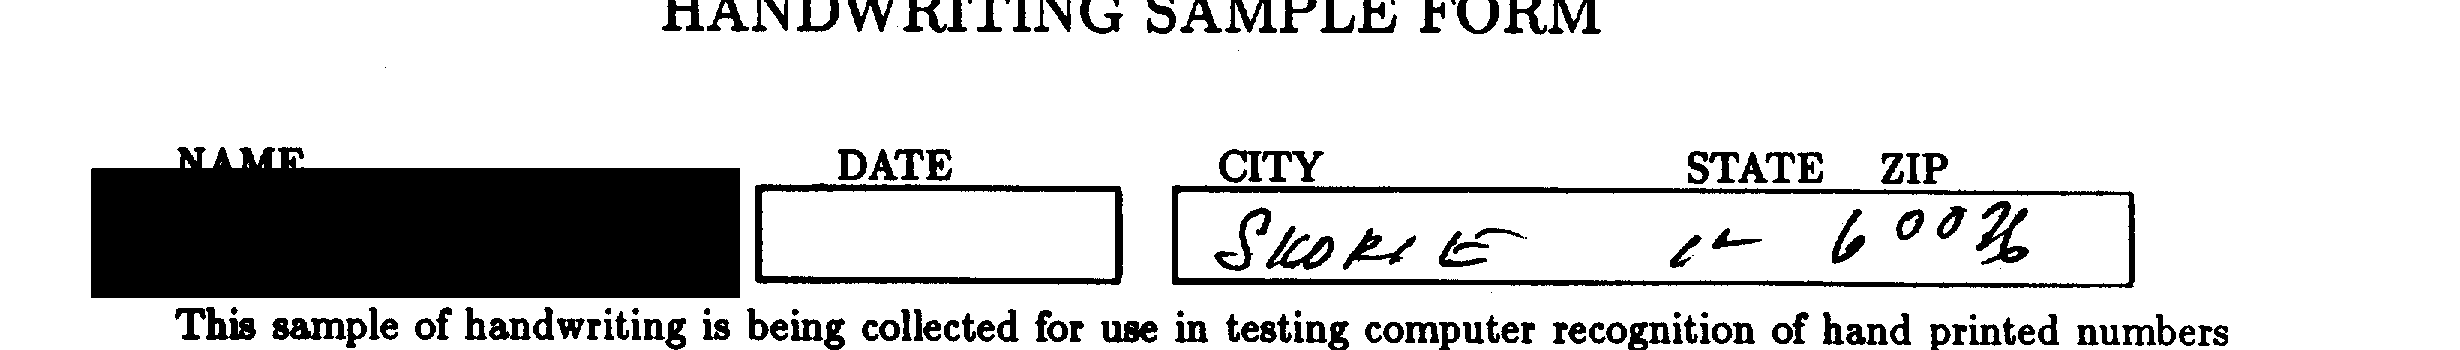 HANDWRITING SAMPLE FORM
NAME DATE CITY STATE ZIP
SKOKIE IL 60076
This sample of handwriting is being collected for use in testing computer recognition of hand printed numbers